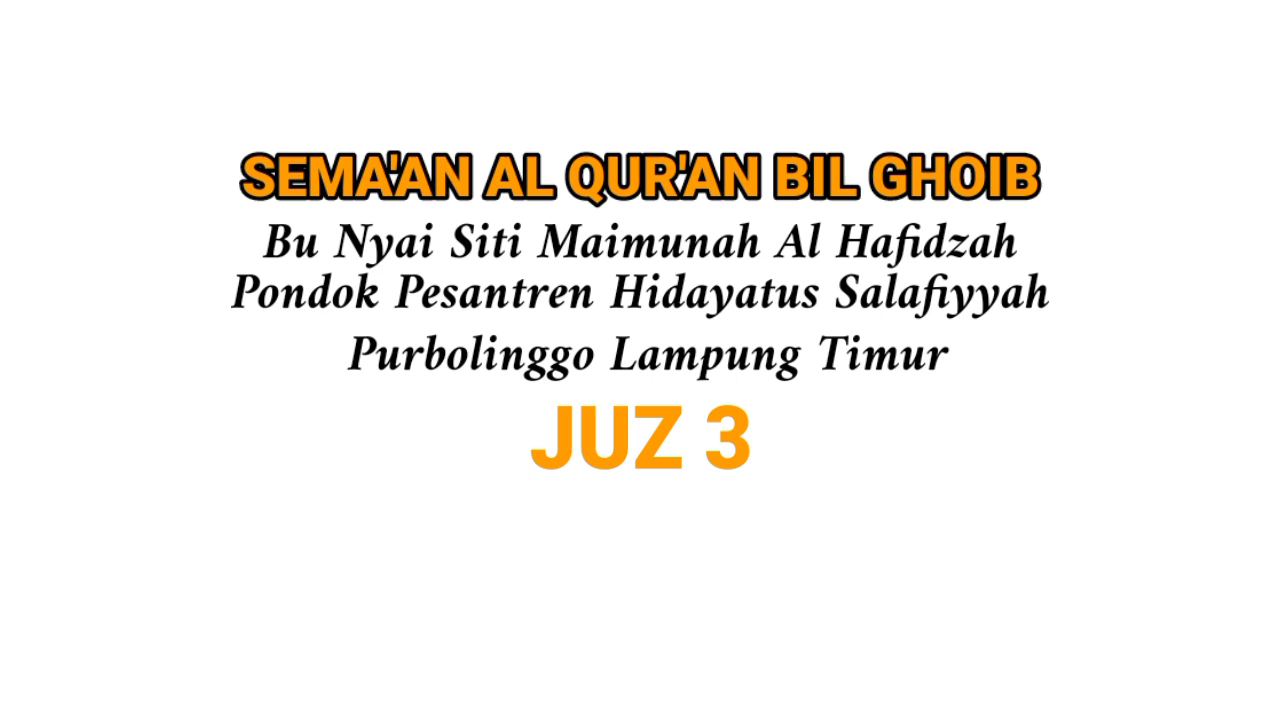 SEMA'AN AL QUR'AN BIL GHOIB
Bu Nyai Siti Maimunah Al Hafidzah
Pondok Pesantren Hidayatus Salafiyyah
Purbolinggo Lampung Timur
JUZ 3